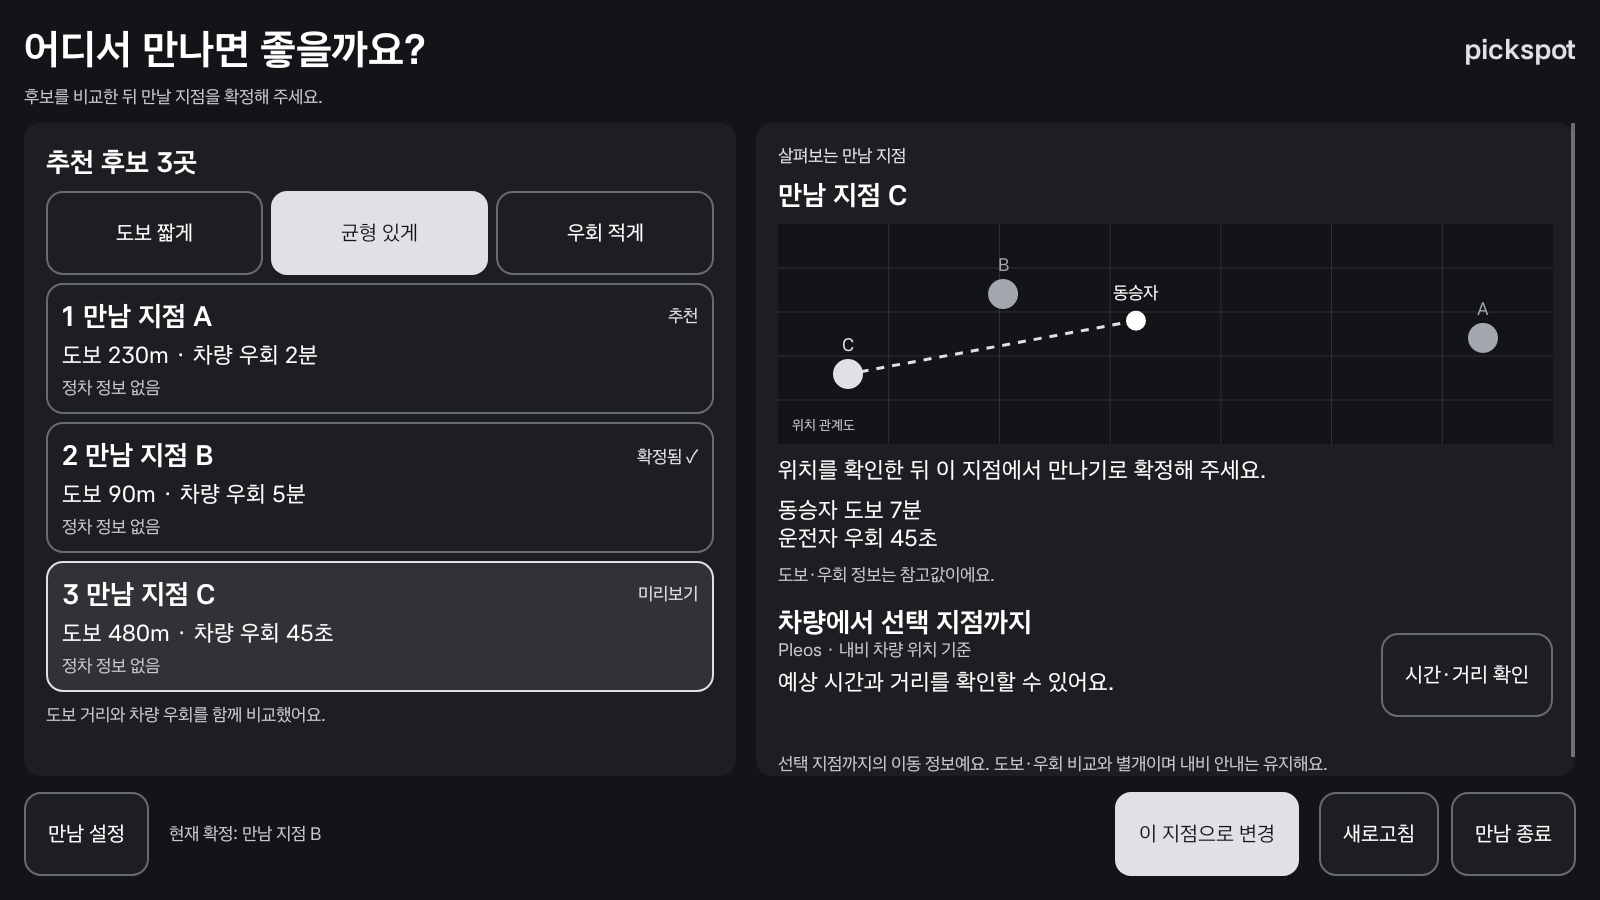 어디서 만나면 좋을까요?
pickspot
후보를 비교한 뒤 만날 지점을 확정해 주세요.
추천 후보 3곳
도보 짧게
균형 있게
우회 적게
1 만남 지점 A
추천
도보 230m · 차량 우회 2분
정차 정보 없음
2 만남 지점 B
확정됨 ✓
도보 90m · 차량 우회 5분
정차 정보 없음
3 만남 지점 C
미리보기
도보 480m · 차량 우회 45초
정차 정보 없음
도보 거리와 차량 우회를 함께 비교했어요.
살펴보는 만남 지점
만남 지점 C
B
동승자
A
C
위치 관계도
위치를 확인한 뒤 이 지점에서 만나기로 확정해 주세요.
동승자 도보 7분
운전자 우회 45초
도보·우회 정보는 참고값이에요.
차량에서 선택 지점까지
Pleos · 내비 차량 위치 기준
예상 시간과 거리를 확인할 수 있어요.
시간·거리 확인
선택 지점까지의 이동 정보예요. 도보·우회 비교와 별개이며 내비 안내는 유지해요.
만남 설정
현재 확정: 만남 지점 B
이 지점으로 변경
새로고침
만남 종료